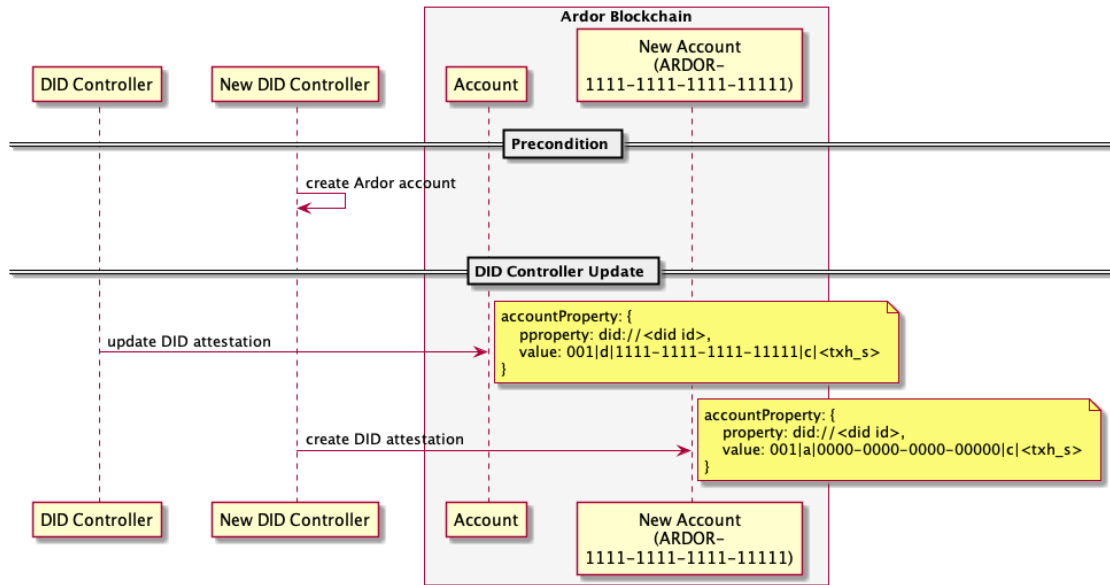 Ardor Blockchain
DID Controller
New DID Controller
Account
New Account
(ARDOR-
1111-1111-1111-11111)
Precondition
create Ardor account
DID Controller Update
update DID attestation
accountProperty: {
pproperty: did://<did id>,
value: 001|d|1111-1111-1111-11111|c|<txh_s>
}
create DID attestation
accountProperty: {
property: did://<did id>,
value: 001|a|0000-0000-0000-00000|c|<txh_s>
}
DID Controller
New DID Controller
Account
New Account
(ARDOR-
1111-1111-1111-11111)